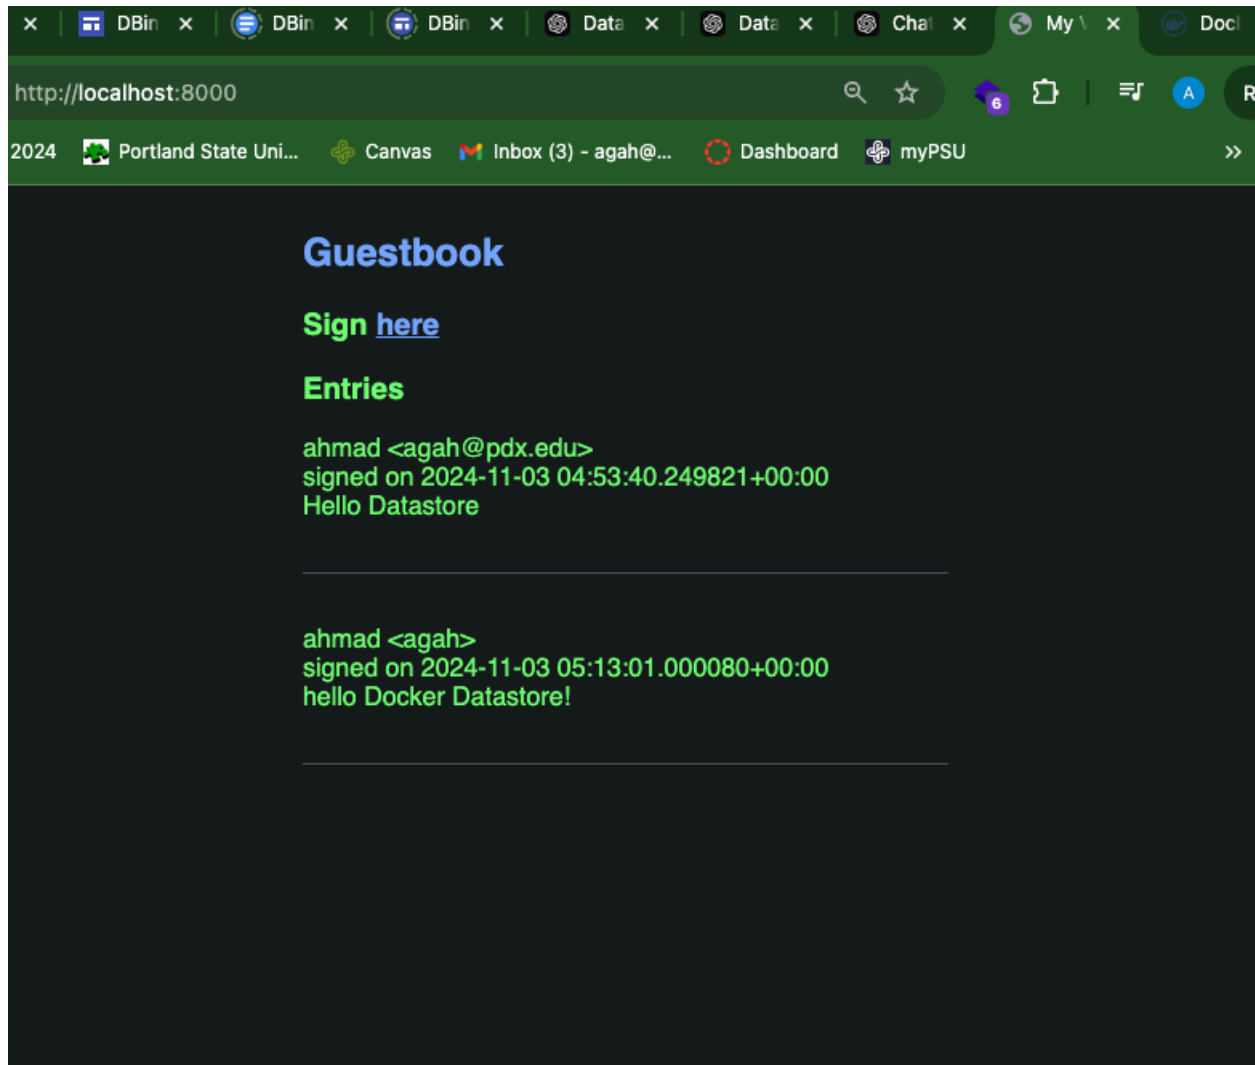 DBin DBin DBin Data Data Chat My Doc
http://localhost:8000 6 A R
2024 Portland State Uni... Canvas Inbox (3) - agah@... Dashboard myPSU
Guestbook
Sign here
Entries
ahmad <agah@pdx.edu>
signed on 2024-11-03 04:53:40.249821+00:00
Hello Datastore
ahmad <agah>
signed on 2024-11-03 05:13:01.000080+00:00
hello Docker Datastore!